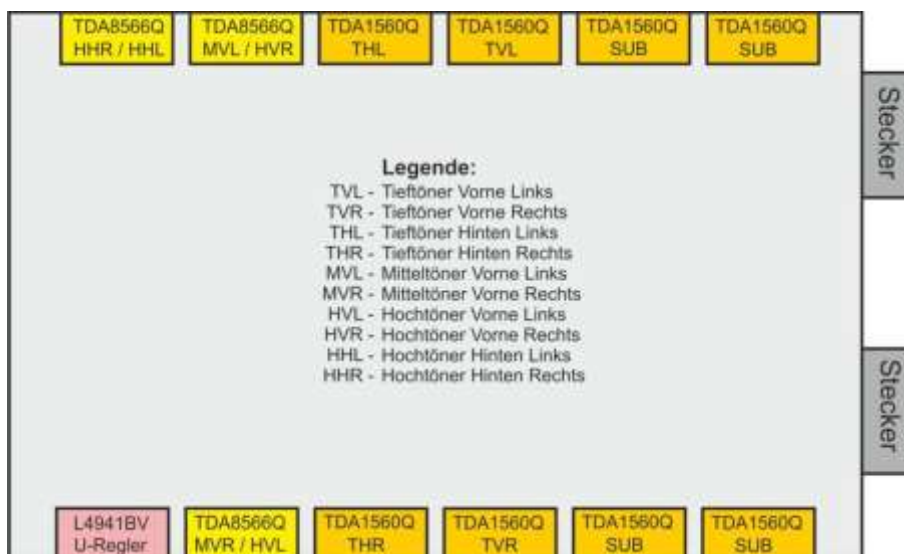 TDA8566Q
HHR / HHL
TDA8566Q
MVL / HVR
TDA1560Q
THL
TDA1560Q
TVL
TDA1560Q
SUB
TDA1560Q
SUB
Stecker
Legende:
TVL - Tieftöner Vorne Links
TVR - Tieftöner Vorne Rechts
THL - Tieftöner Hinten Links
THR - Tieftöner Hinten Rechts
MVL - Mitteltöner Vorne Links
MVR - Mitteltöner Vorne Rechts
HVL - Hochtöner Vorne Links
HVR - Hochtöner Vorne Rechts
HHL - Hochtöner Hinten Links
HHR - Hochtöner Hinten Rechts
Stecker
L4941BV
U-Regler
TDA8566Q
MVR / HVL
TDA1560Q
THR
TDA1560Q
TVR
TDA1560Q
SUB
TDA1560Q
SUB